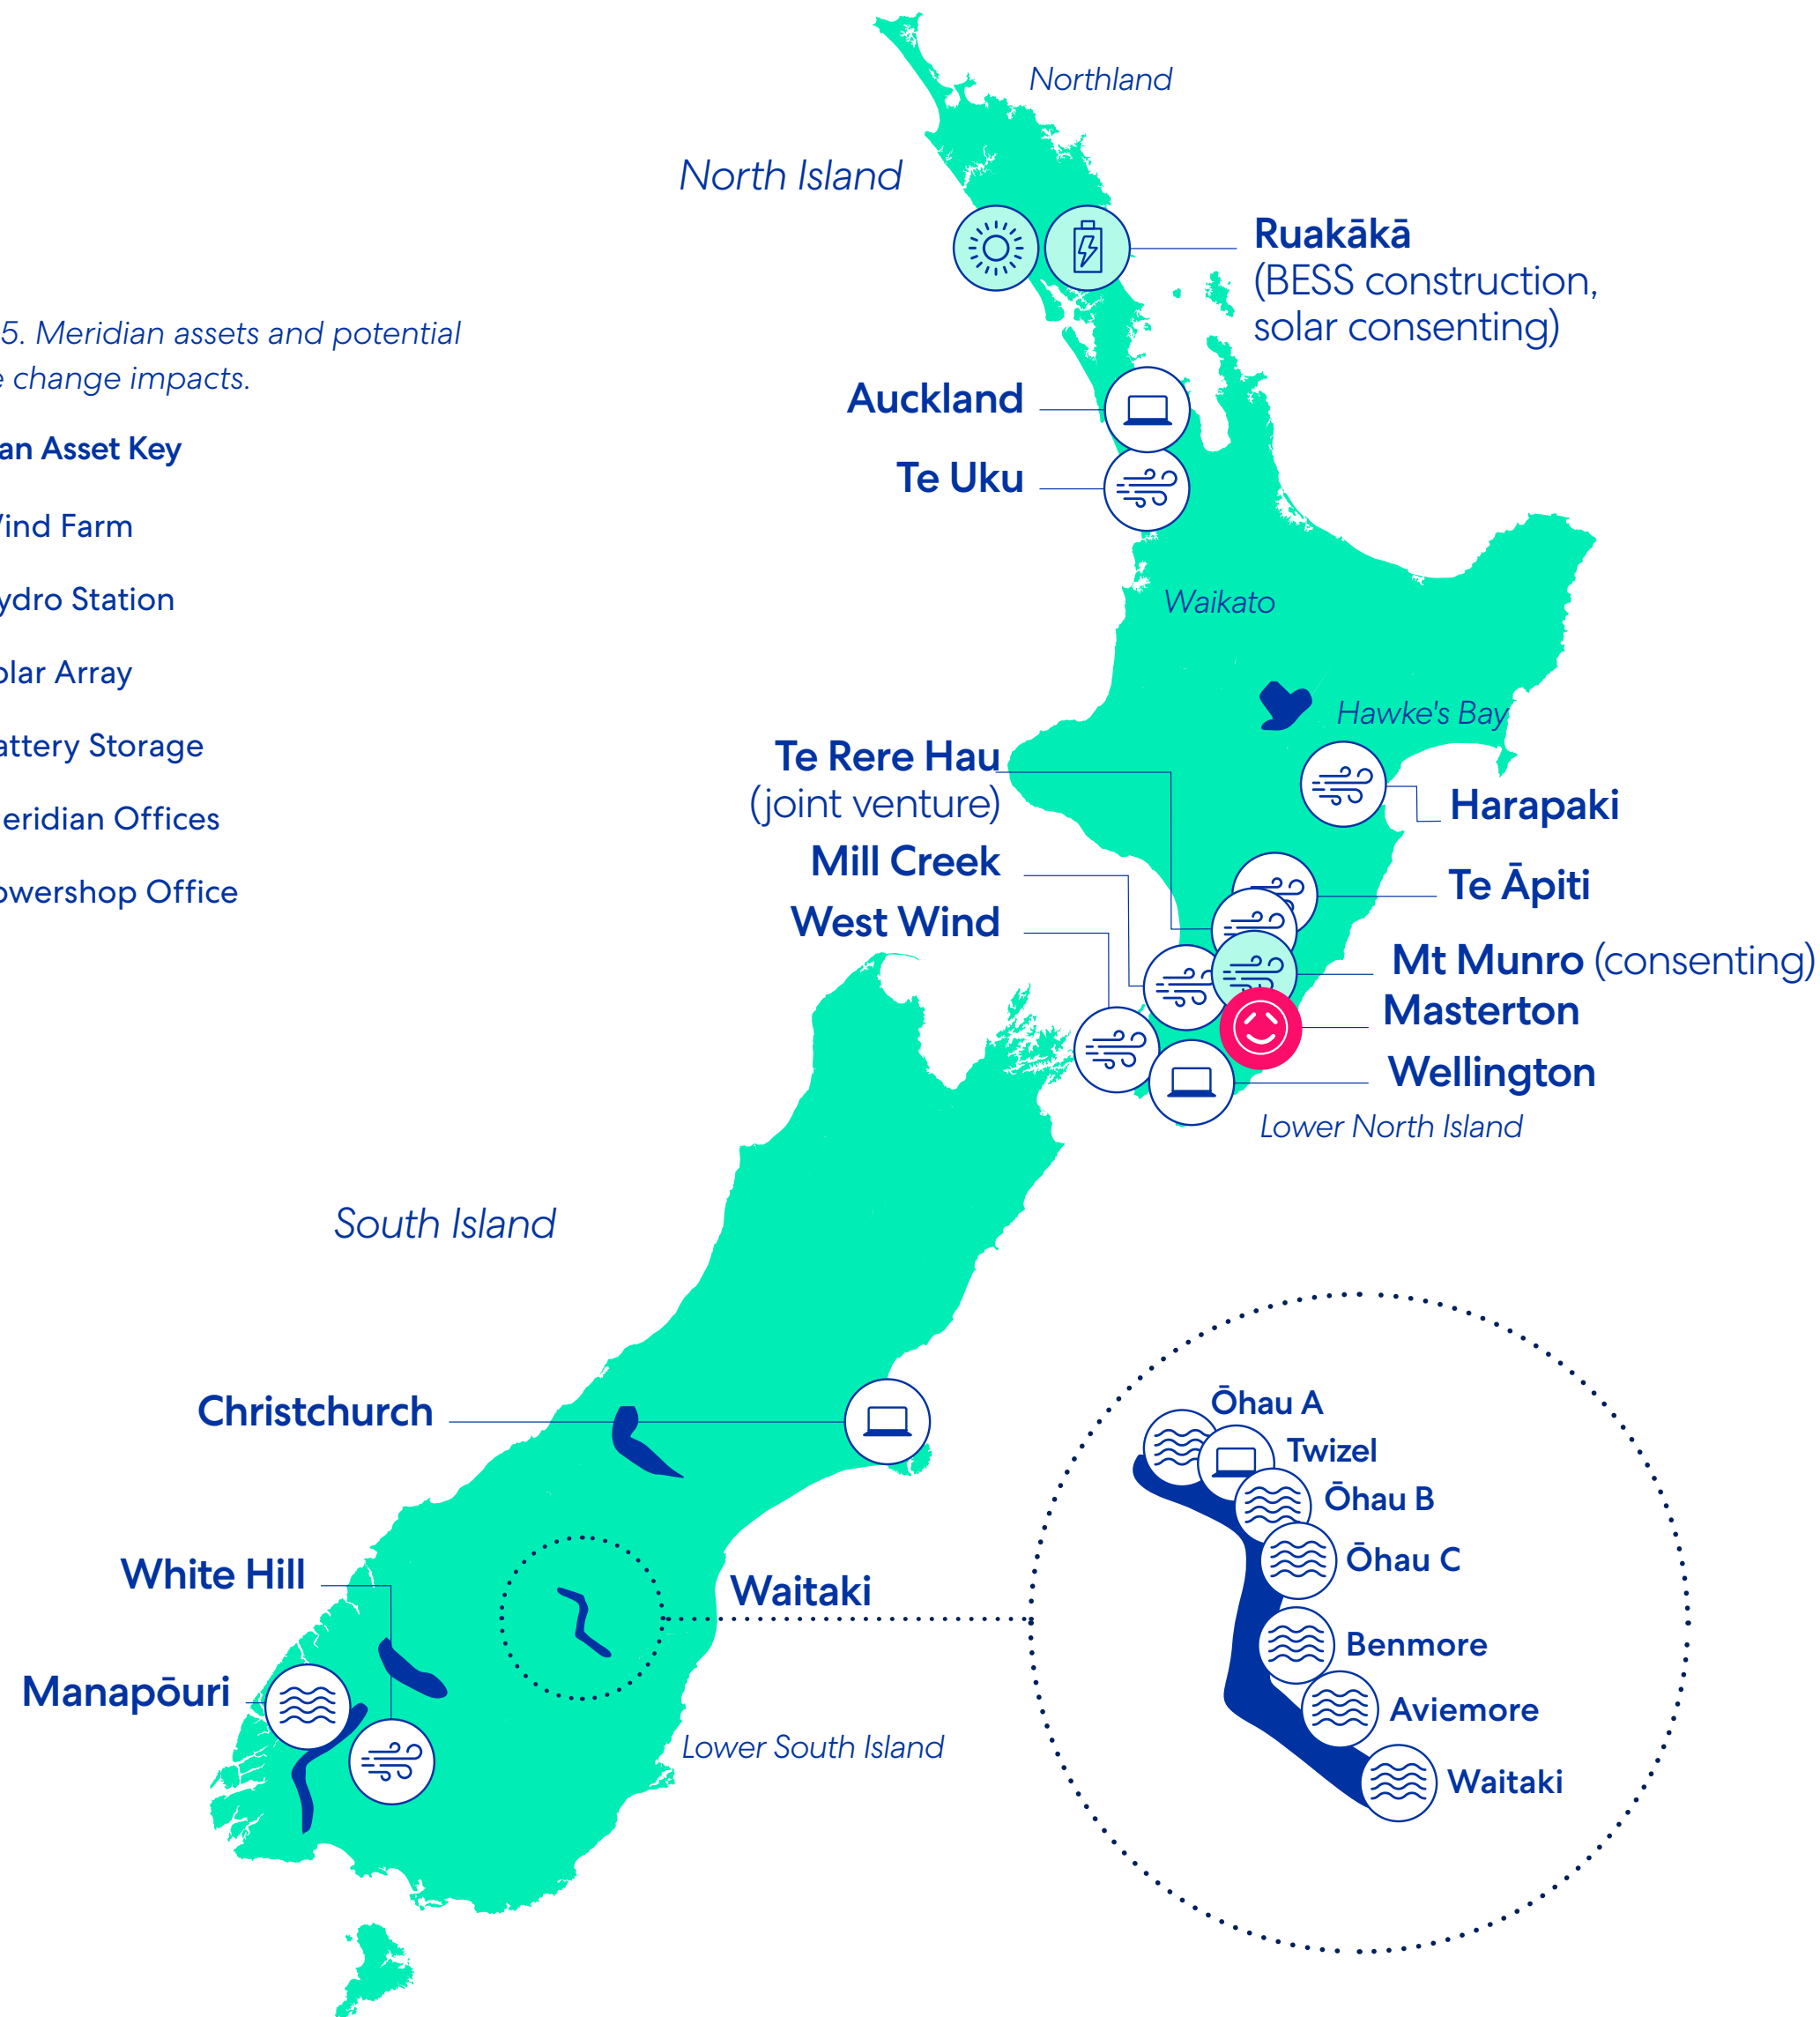 Northland
North Island
Ruakākā
(BESS construction,
solar consenting)
5. Meridian assets and potential
e change impacts.
Auckland
an Asset Key
Te Uku
ind Farm
ydro Station
Waikato
olar Array
Hawke's Bay
attery Storage
Te Rere Hau
(joint venture)
Harapaki
eridian Offices
Mill Creek
Te Āpiti
owershop Office
West Wind
Mt Munro (consenting)
Masterton
Wellington
Lower North Island
South Island
Christchurch
Ōhau A
Twizel
Ōhau B
Ōhau C
White Hill
Waitaki
Benmore
Manapōuri
Aviemore
Lower South Island
Waitaki